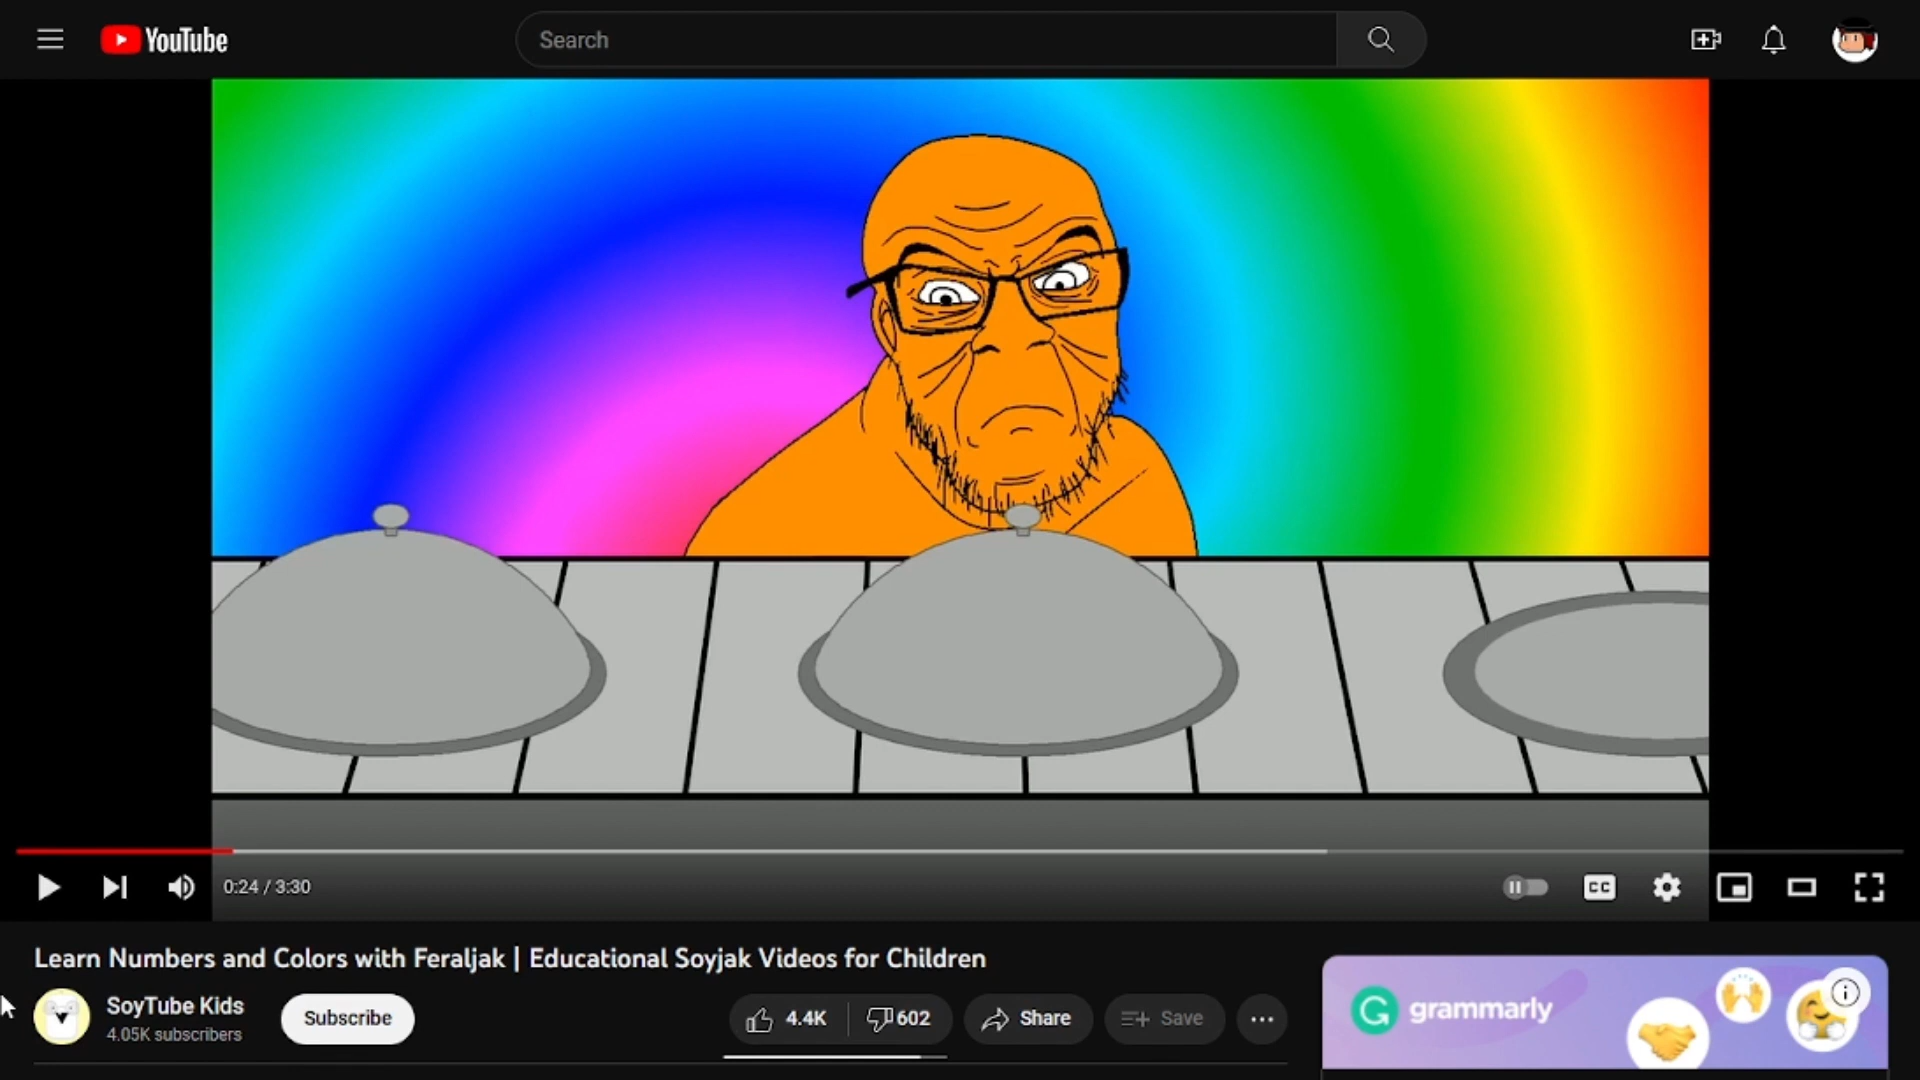 YouTube
Search
0:24 / 3:30
CC
Learn Numbers and Colors with Feraljak | Educational Soyjak Videos for Children
SoyTube Kids
4.05K subscribers
Subscribe
4.4K
602
Share
Save
grammarly